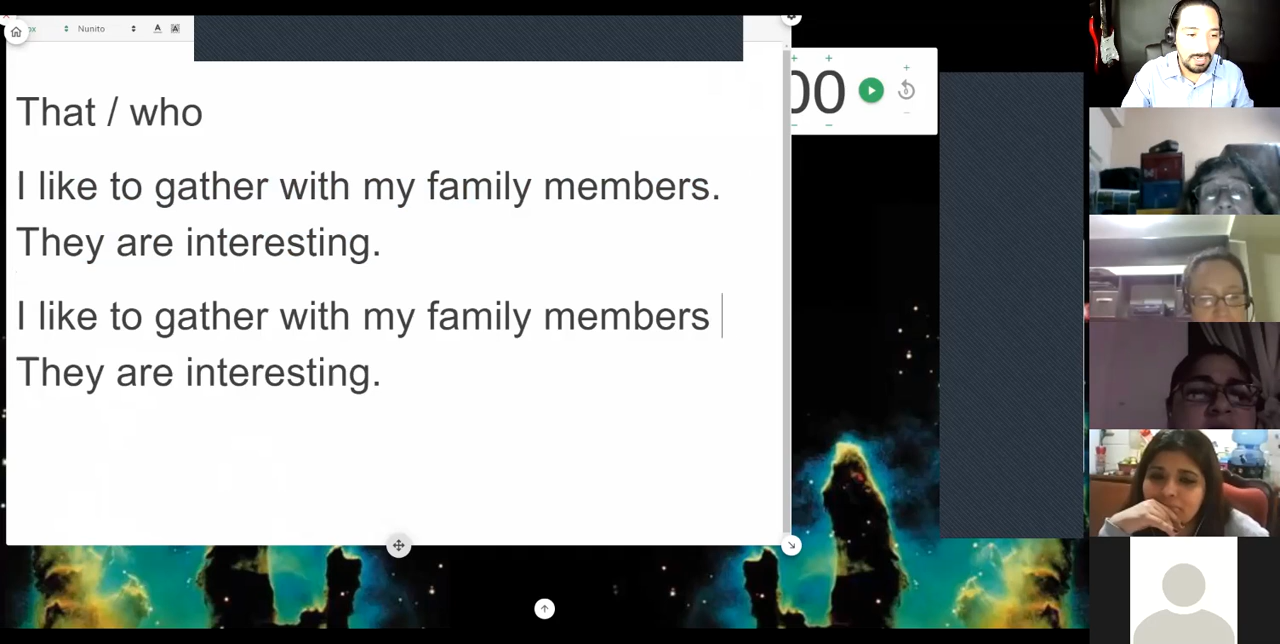 Nunito
A
A
00
That / who
I like to gather with my family members.
They are interesting.
I like to gather with my family members
They are interesting.